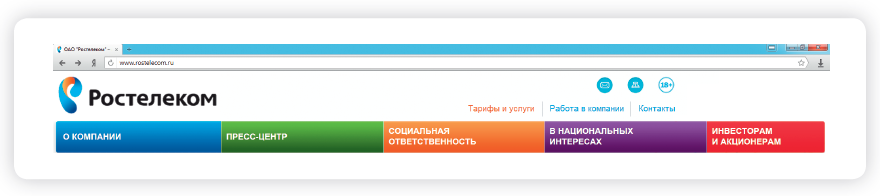 ОАО "Ростелеком" -
www.rostelecom.ru
18+
Ростелеком
Тарифы и услуги
Работа в компании
Контакты
О КОМПАНИИ
ПРЕСС-ЦЕНТР
СОЦИАЛЬНАЯ
ОТВЕТСТВЕННОСТЬ
В НАЦИОНАЛЬНЫХ
ИНТЕРЕСАХ
ИНВЕСТОРАМ
И АКЦИОНЕРАМ